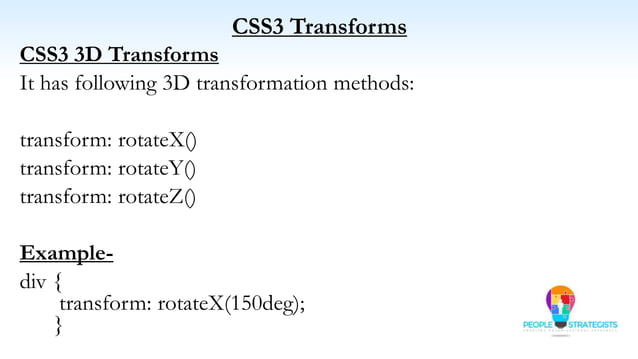 CSS3 Transforms
CSS3 3D Transforms
It has following 3D transformation methods:
transform: rotateX()
transform: rotateY()
transform: rotateZ()
Example-
div {
transform: rotateX(150deg);
}
PEOPLE STRATEGISTS